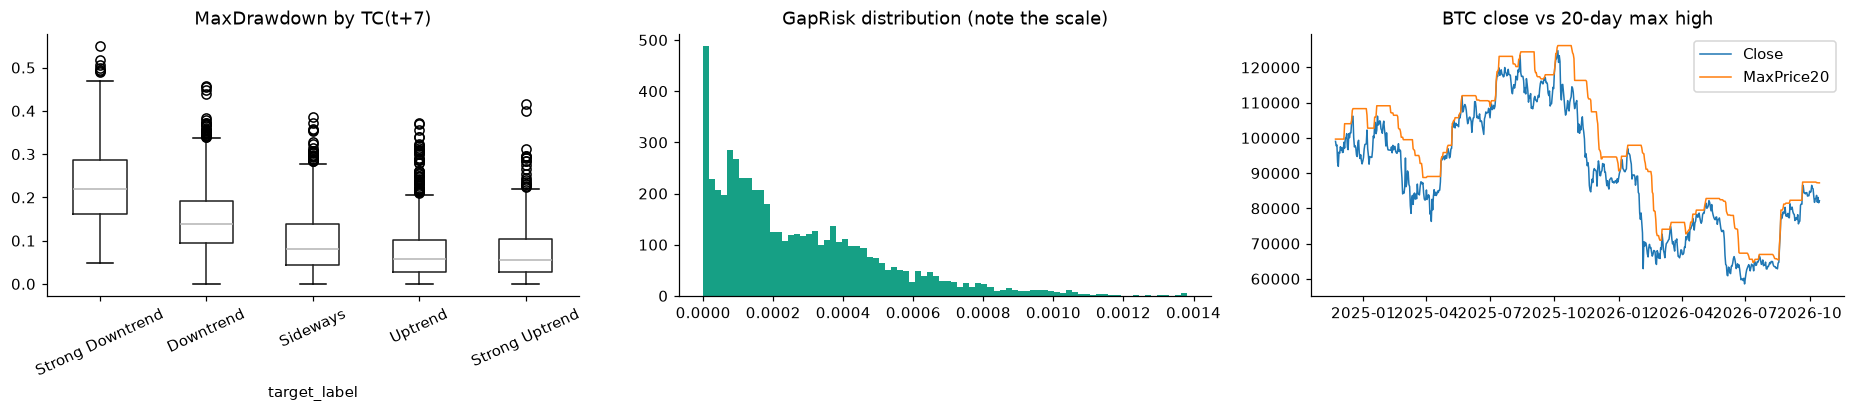 MaxDrawdown by TC(t+7)
0.5
0.4
0.3
0.2
0.1
0.0
Strong Downtrend
Downtrend
Sideways
Uptrend
Strong Uptrend
target_label
GapRisk distribution (note the scale)
500
400
300
200
100
0
0.0000 0.0002 0.0004 0.0006 0.0008 0.0010 0.0012 0.0014
BTC close vs 20-day max high
Close
MaxPrice20
120000
110000
100000
90000
80000
70000
60000
2025-01 2025-04 2025-07 2025-10 2026-01 2026-04 2026-07 2026-10